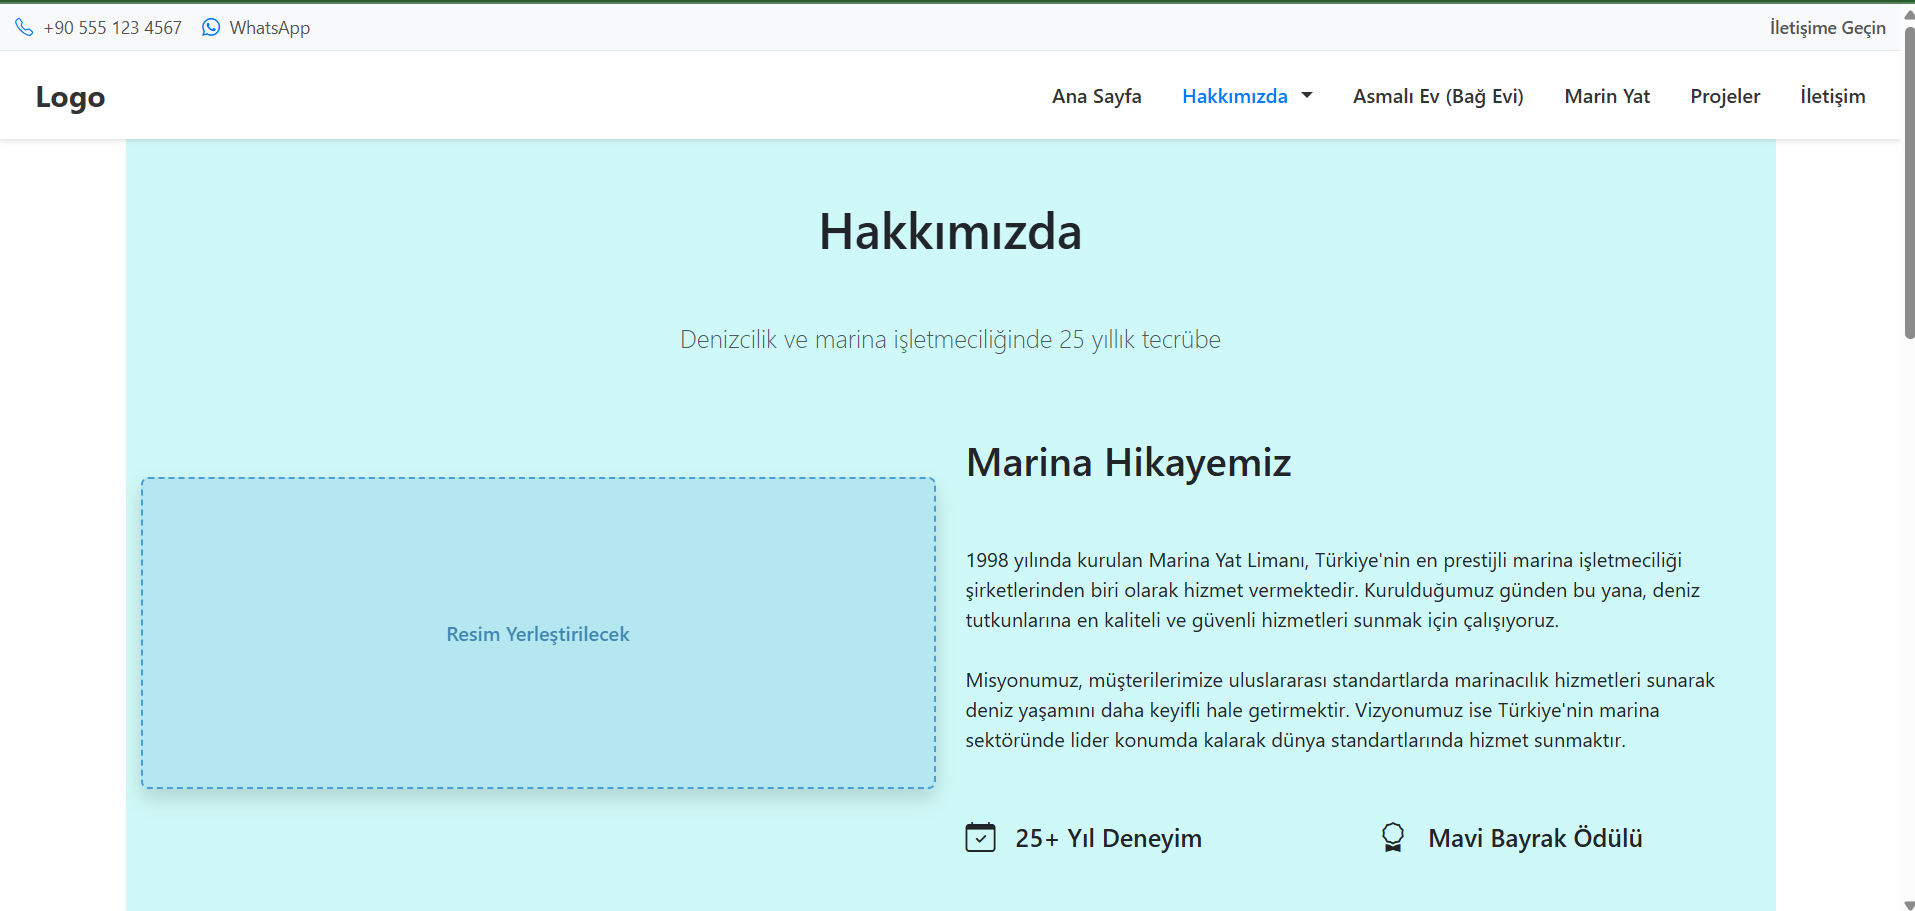 +90 555 123 4567 WhatsApp İletişime Geçin
Logo Ana Sayfa Hakkımızda Asmalı Ev (Bağ Evi) Marin Yat Projeler İletişim
Hakkımızda
Denizcilik ve marina işletmeciliğinde 25 yıllık tecrübe
Resim Yerleştirilecek
Marina Hikayemiz
1998 yılında kurulan Marina Yat Limanı, Türkiye'nin en prestijli marina işletmeciliği
şirketlerinden biri olarak hizmet vermektedir. Kurulduğumuz günden bu yana, deniz
tutkunlarına en kaliteli ve güvenli hizmetleri sunmak için çalışıyoruz.
Misyonumuz, müşterilerimize uluslararası standartlarda marinacılık hizmetleri sunarak
deniz yaşamını daha keyifli hale getirmektir. Vizyonumuz ise Türkiye'nin marina
sektöründe lider konumda kalarak dünya standartlarında hizmet sunmaktır.
25+ Yıl Deneyim Mavi Bayrak Ödülü